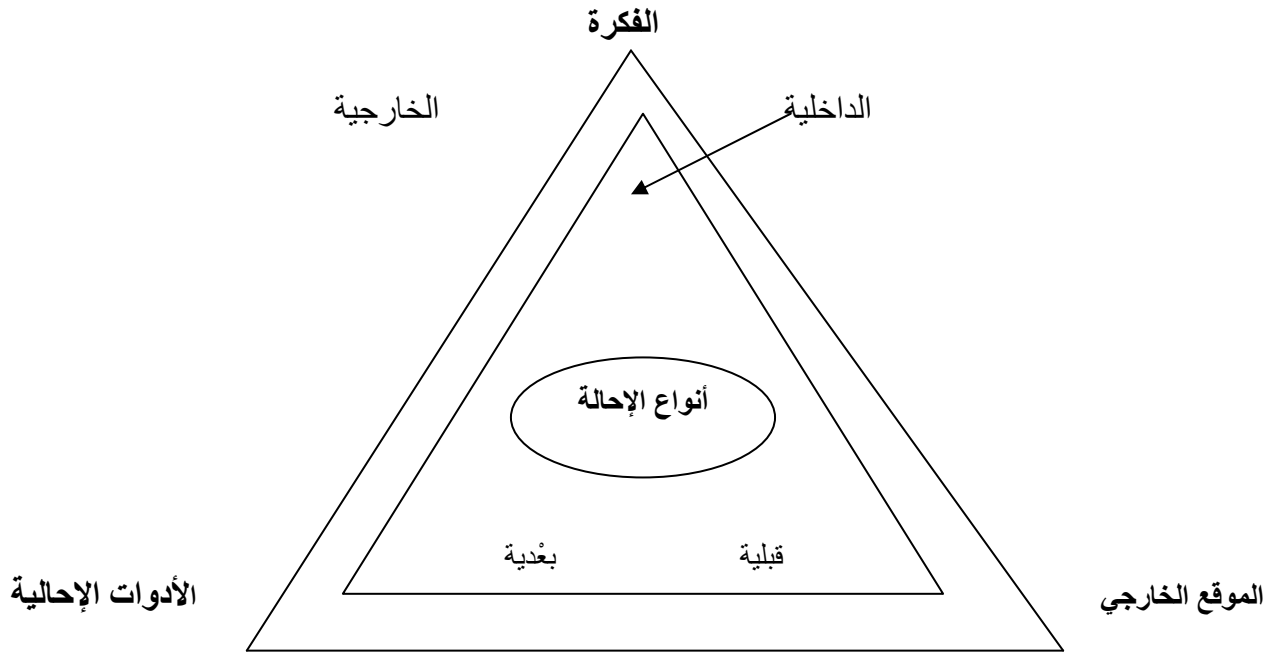 الفكرة
الداخلية
الخارجية
أنواع الإحالة
قبلية
بعْدية
الموقع الخارجي
الأدوات الإحالية